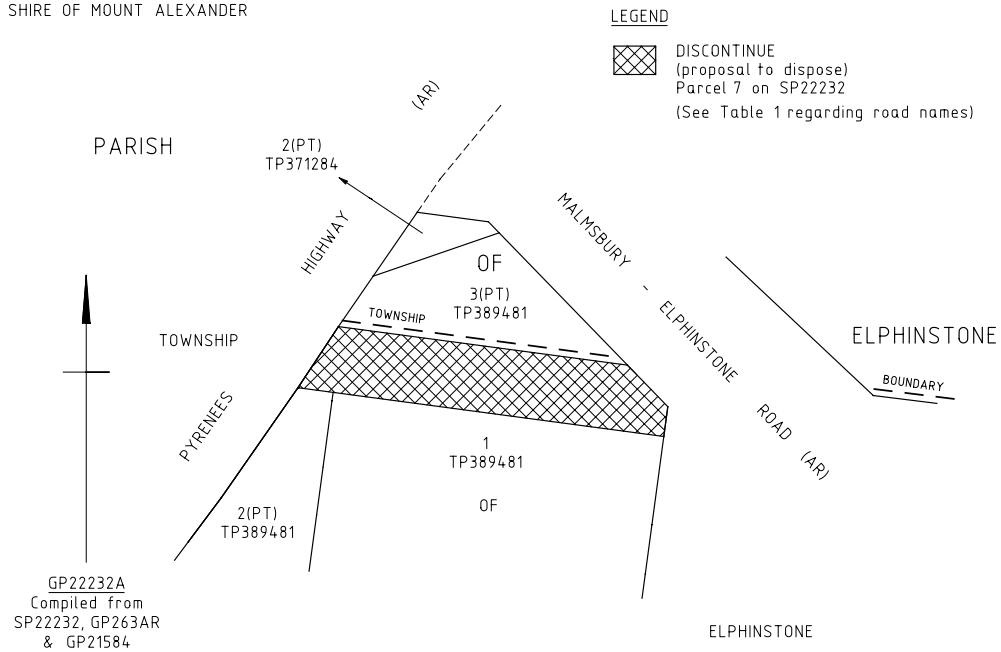 SHIRE OF MOUNT ALEXANDER
LEGEND
DISCONTINUE
(proposal to dispose)
Parcel 7 on SP22232
(See Table 1 regarding road names)
(AR)
PARISH
2(PT)
TP371284
HIGHWAY
MALMSBURY - ELPHINSTONE ROAD (AR)
OF
3(PT)
TP389481
TOWNSHIP
TOWNSHIP
ELPHINSTONE
BOUNDARY
PYRENEES
1
TP389481
OF
2(PT)
TP389481
GP22232A
Compiled from
SP22232, GP263AR
& GP21584
ELPHINSTONE